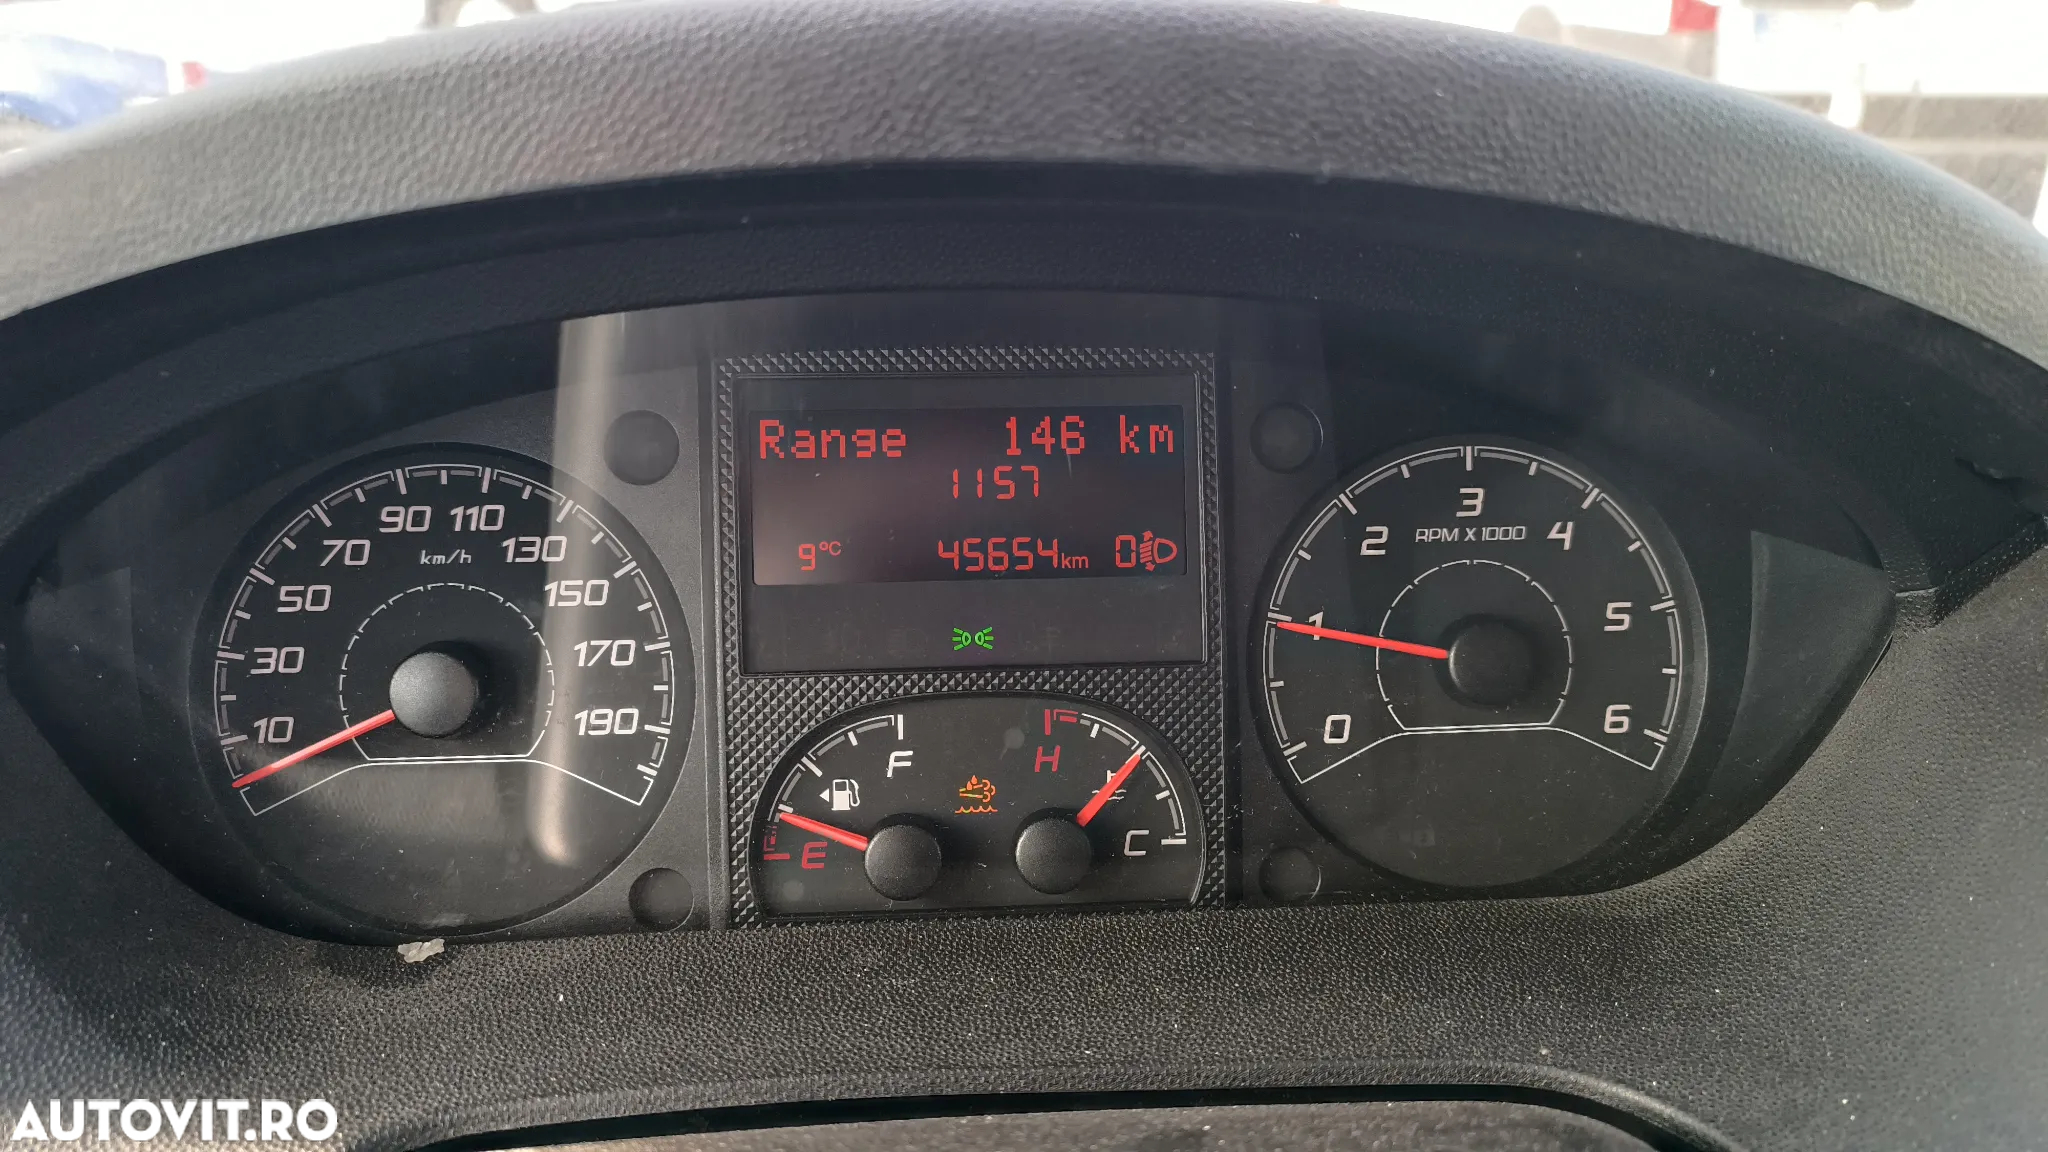 Range 146 km
1157
9°C 45654km 0
10 30 50 70 90 110 130 150 170 190
km/h
0 1 2 3 4 5 6
RPM X 1000
E F
H C
AUTOVIT.RO